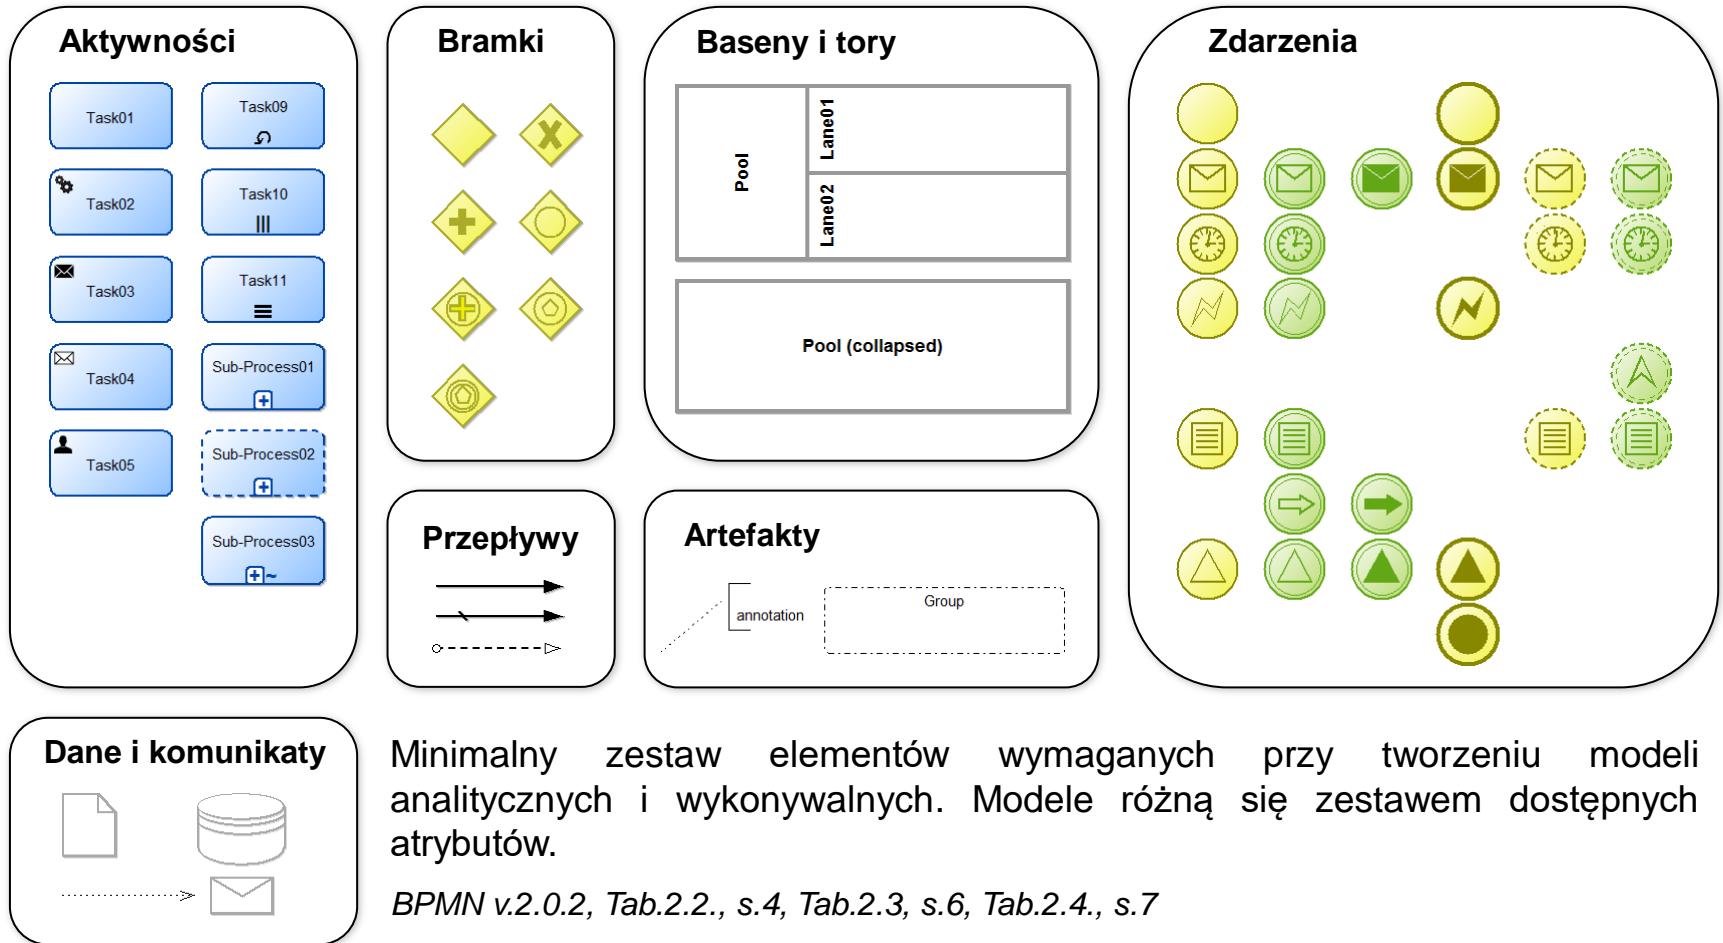 Aktywności
Task01
Task09
Task02
Task10
Task03
Task11
Task04
Sub-Process01
Task05
Sub-Process02
Sub-Process03
Bramki
Baseny i tory
Pool
Lane01
Lane02
Pool (collapsed)
Zdarzenia
Przepływy
Artefakty
annotation
Group
Dane i komunikaty
Minimalny zestaw elementów wymaganych przy tworzeniu modeli
analitycznych i wykonywalnych. Modele różną się zestawem dostępnych
atrybutów.
BPMN v.2.0.2, Tab.2.2., s.4, Tab.2.3, s.6, Tab.2.4., s.7